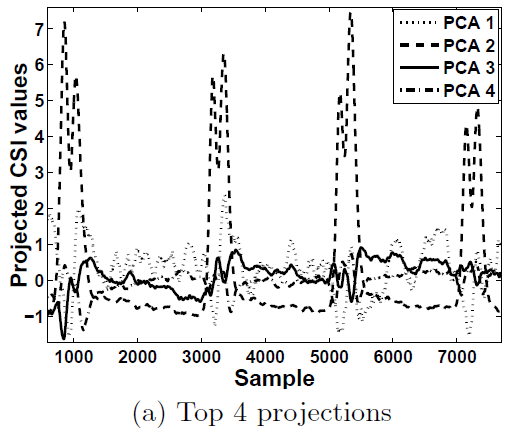 7
6
5
4
3
2
1
0
−1
Projected CSI values
PCA 1
PCA 2
PCA 3
PCA 4
1000 2000 3000 4000 5000 6000 7000
Sample
(a) Top 4 projections